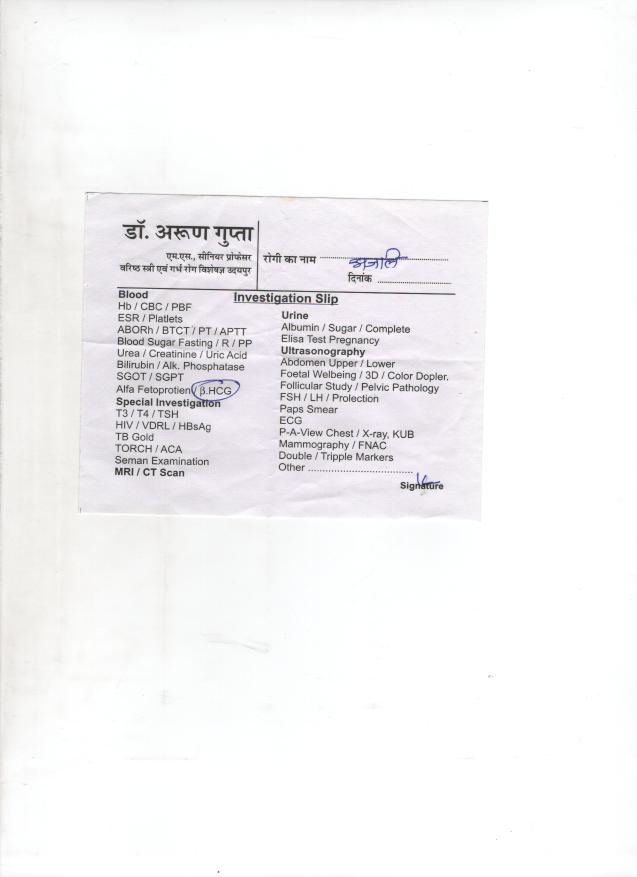 डॉ. अरूण गुप्ता
एम.एस., सीनियर प्रोफेसर
वरिष्ठ स्त्री एवं गर्भ रोग विशेषज्ञ उदयपुर
रोगी का नाम अंजलि
दिनांक
Investigation Slip
Blood
Hb / CBC / PBF
ESR / Platlets
ABORh / BTCT / PT / APTT
Blood Sugar Fasting / R / PP
Urea / Creatinine / Uric Acid
Bilirubin / Alk. Phosphatase
SGOT / SGPT
Alfa Fetoprotien / β.HCG
Special Investigation
T3 / T4 / TSH
HIV / VDRL / HBsAg
TB Gold
TORCH / ACA
Seman Examination
MRI / CT Scan
Urine
Albumin / Sugar / Complete
Elisa Test Pregnancy
Ultrasonography
Abdomen Upper / Lower
Foetal Welbeing / 3D / Color Dopler.
Follicular Study / Pelvic Pathology
FSH / LH / Prolection
Paps Smear
ECG
P-A-View Chest / X-ray, KUB
Mammography / FNAC
Double / Tripple Markers
Other ..................................
Signature